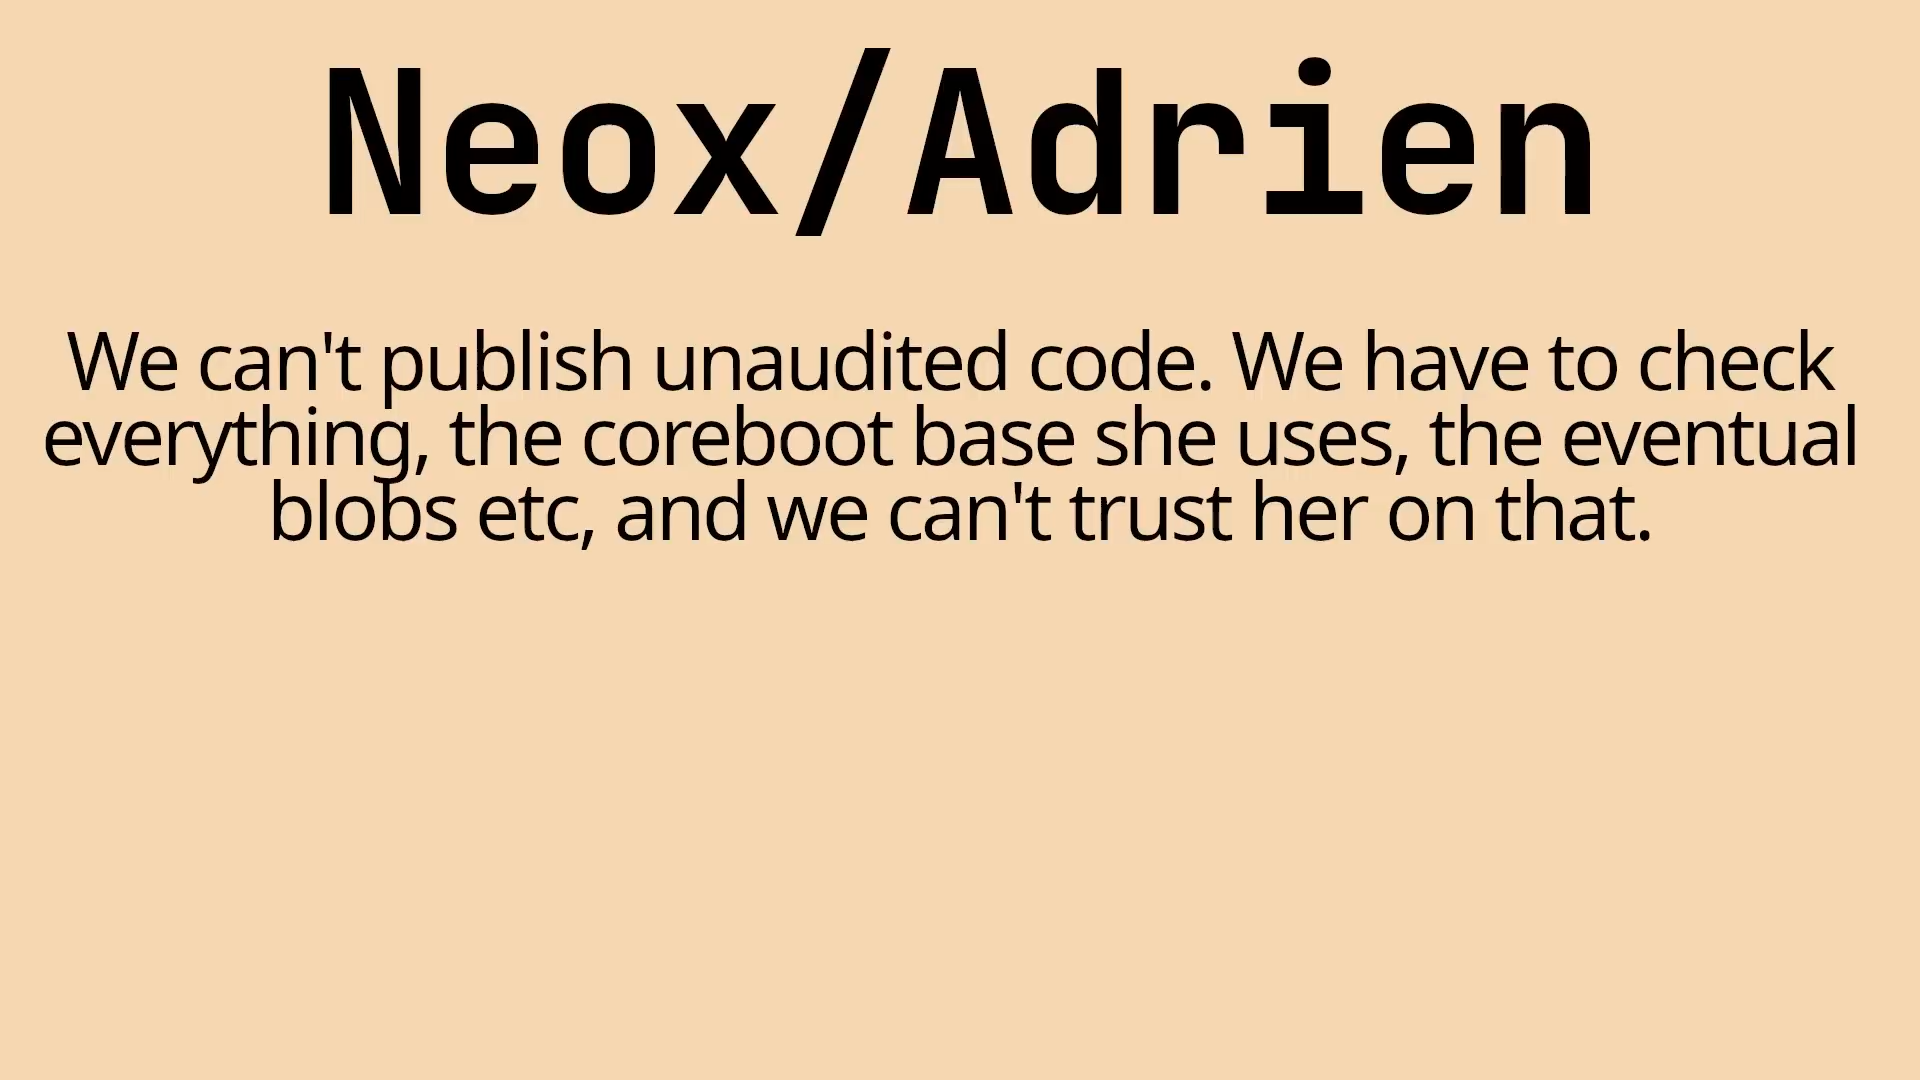 Neox/Adrien
We can't publish unaudited code. We have to check
everything, the coreboot base she uses, the eventual
blobs etc, and we can't trust her on that.